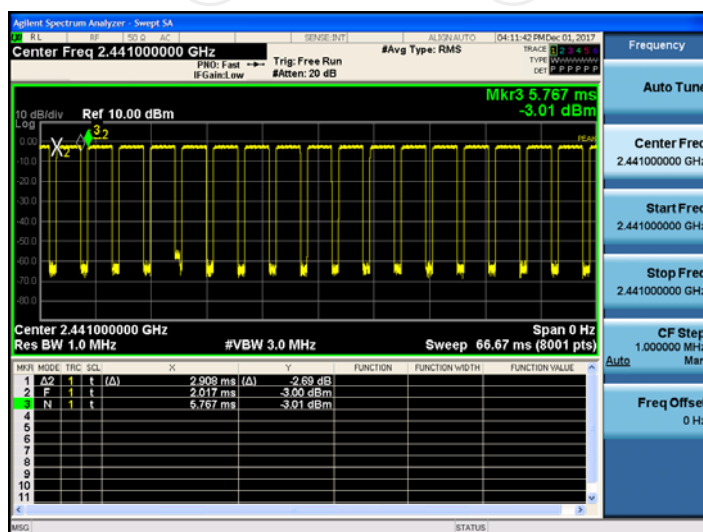 Agilent Spectrum Analyzer - Swept SA
RL RF 50 Ω AC SENSE:INT ALIGN AUTO 04:11:42 PM Dec 01, 2017
Center Freq 2.441000000 GHz
PNO: Fast
IFGain:Low
Trig: Free Run
#Atten: 20 dB
#Avg Type: RMS
TRACE 1 2 3 4 5 6
TYPE
DET P P P P P P
Mkr3 5.767 ms
-3.01 dBm
10 dB/div Ref 10.00 dBm
Log
0.00
-10.0
-20.0
-30.0
-40.0
-50.0
-60.0
-70.0
-80.0
X2
3
2
PEAK
Center 2.441000000 GHz Span 0 Hz
Res BW 1.0 MHz #VBW 3.0 MHz Sweep 66.67 ms (8001 pts)
MKR MODE TRC SCL X Y FUNCTION FUNCTION WIDTH FUNCTION VALUE
1 Δ2 1 t (Δ) 2.908 ms (Δ) -2.69 dB
2 F 1 t 2.017 ms -3.00 dBm
3 N 1 t 5.767 ms -3.01 dBm
4
5
6
7
8
9
10
11
MSG STATUS
Frequency
Auto Tune
Center Freq
2.441000000 GHz
Start Freq
2.441000000 GHz
Stop Freq
2.441000000 GHz
CF Step
1.000000 MHz
Auto Man
Freq Offset
0 Hz